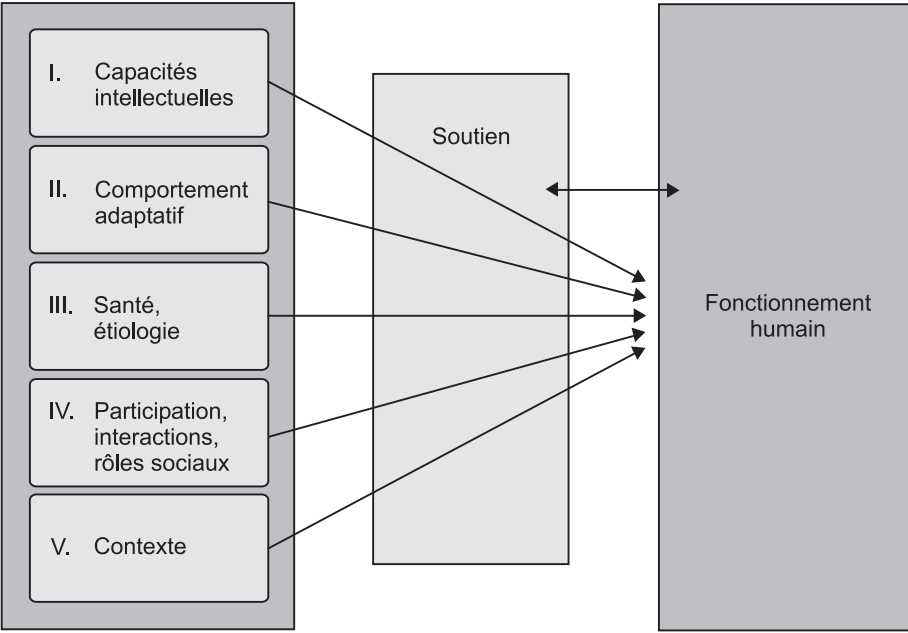 I. Capacités
intellectuelles
II. Comportement
adaptatif
III. Santé,
étiologie
IV. Participation,
interactions,
rôles sociaux
V. Contexte
Soutien
Fonctionnement
humain